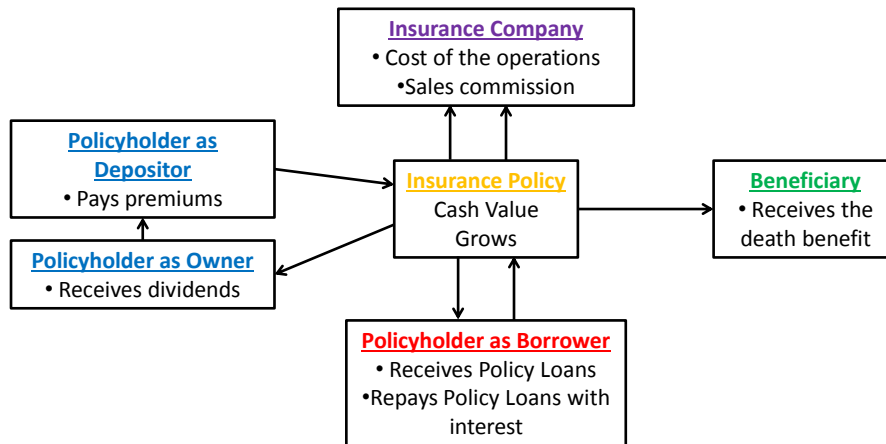 Insurance Company
• Cost of the operations
•Sales commission
Policyholder as
Depositor
• Pays premiums
Insurance Policy
Cash Value
Grows
Beneficiary
• Receives the
death benefit
Policyholder as Owner
• Receives dividends
Policyholder as Borrower
• Receives Policy Loans
•Repays Policy Loans with
interest